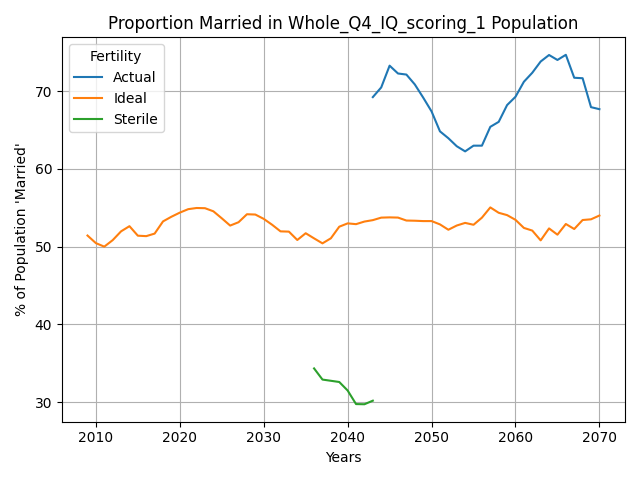 Proportion Married in Whole_Q4_IQ_scoring_1 Population
Fertility
Actual
Ideal
Sterile
% of Population 'Married'
70
60
50
40
30
2010 2020 2030 2040 2050 2060 2070
Years